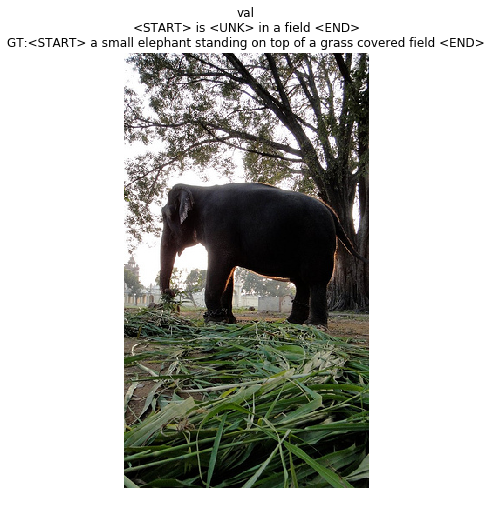 val
<START> is <UNK> in a field <END>
GT:<START> a small elephant standing on top of a grass covered field <END>